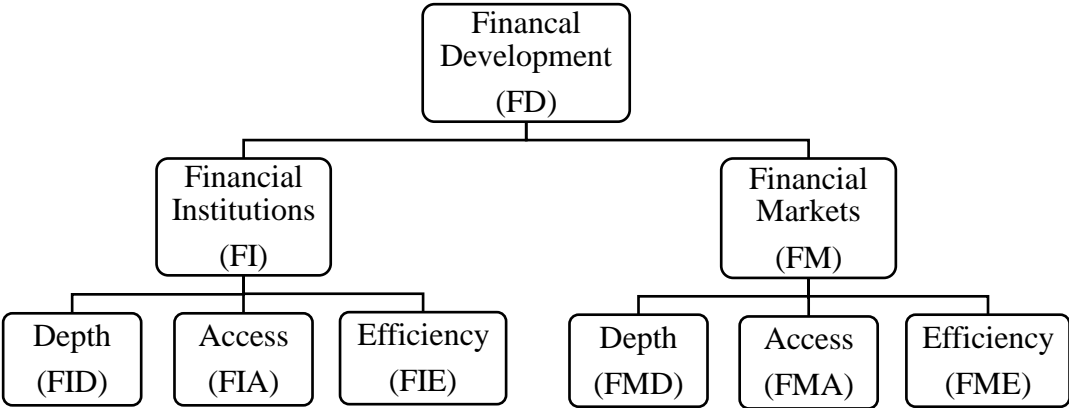 Financal
Development
(FD)
Financial
Institutions
(FI)
Financial
Markets
(FM)
Depth
(FID)
Access
(FIA)
Efficiency
(FIE)
Depth
(FMD)
Access
(FMA)
Efficiency
(FME)